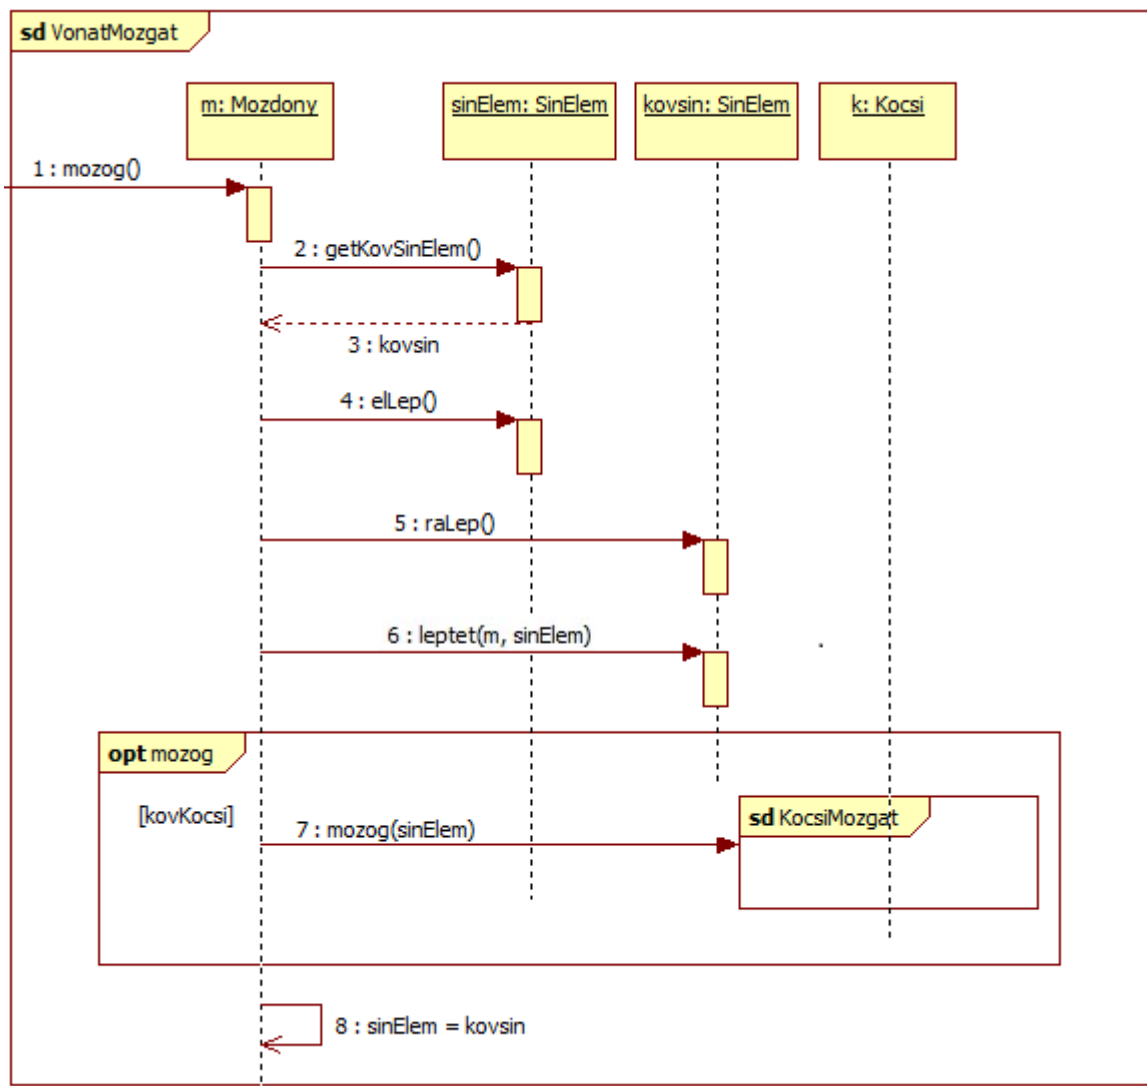 sd VonatMozgat
m: Mozdony
sinElem: SinElem
kovsin: SinElem
k: Kocsi
1 : mozog()
2 : getKovSinElem()
3 : kovsin
4 : elLep()
5 : raLep()
6 : leptet(m, sinElem)
opt mozog
[kovKocsi]
sd KocsiMozgat
7 : mozog(sinElem)
8 : sinElem = kovsin